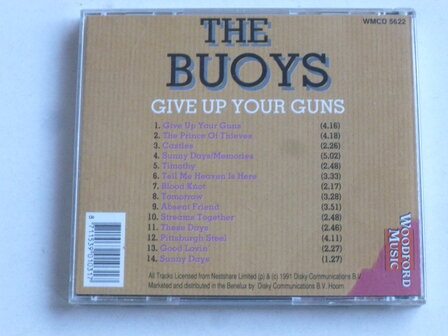 WMCD 5622
THE
BUOYS
GIVE UP YOUR GUNS
1. Give Up Your Guns (4.16)
2. The Prince Of Thieves (4.18)
3. Castles (2.26)
4. Sunny Days/Memories (5.02)
5. Timothy (2.48)
6. Tell Me Heaven Is Here (3.33)
7. Blood Knot (2.17)
8. Tomorrow (3.28)
9. Absent Friend (3.51)
10. Streams Together (2.48)
11. These Days (2.46)
12. Pittsburgh Steel (4.11)
13. Good Lovin' (2.27)
14. Sunny Days (1.27)
WOODFORD
MUSIC
All Tracks Licensed from Nestshare Limited (p) & (c) 1991 Disky Communications B.V.
Marketed and distributed in the Benelux by: Disky Communications B.V. Hoorn